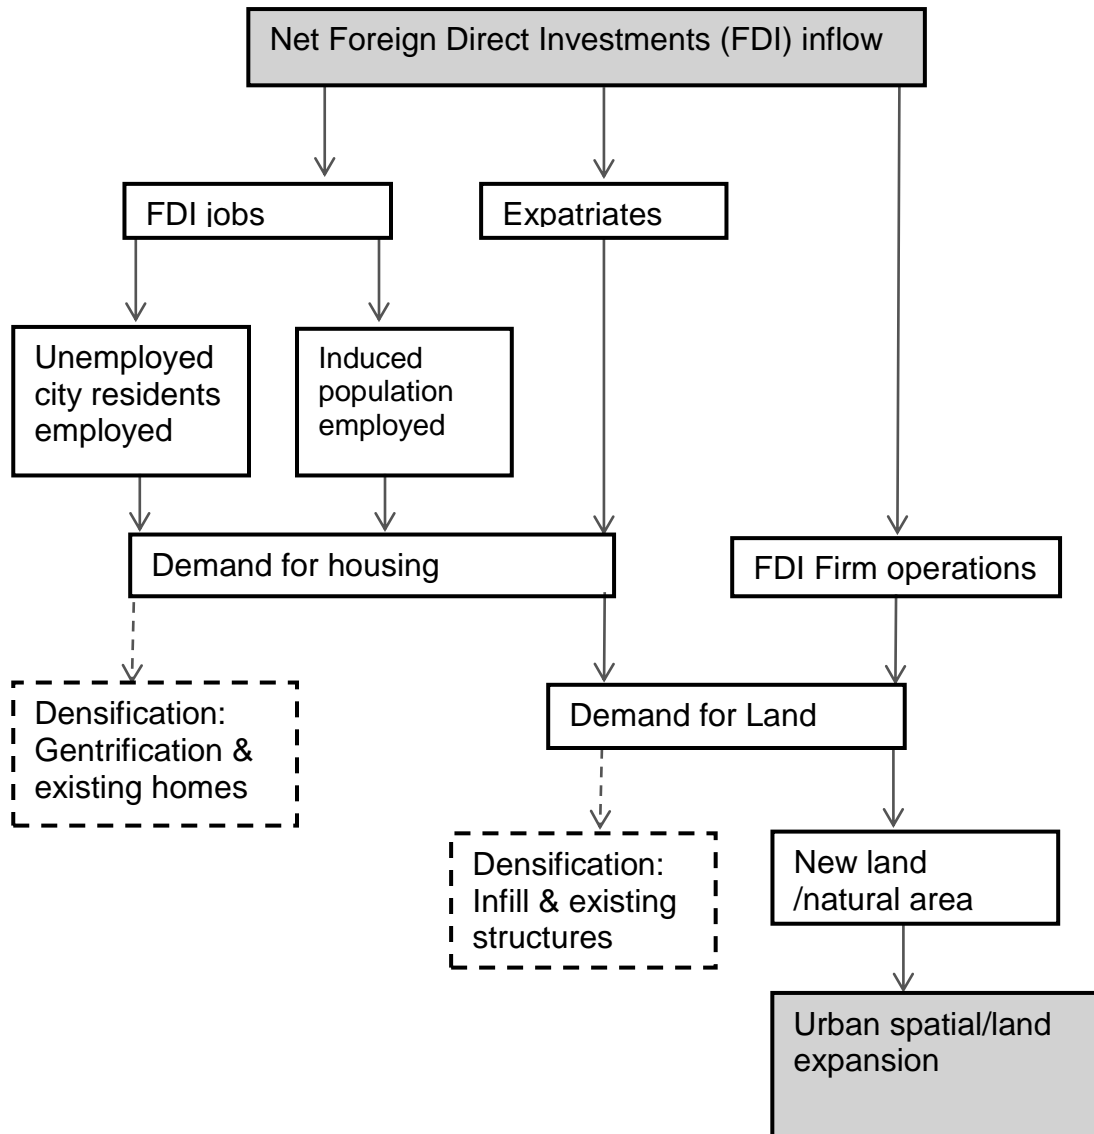 Net Foreign Direct Investments (FDI) inflow
FDI jobs
Expatriates
Unemployed
city residents
employed
Induced
population
employed
Demand for housing
FDI Firm operations
Densification:
Gentrification &
existing homes
Demand for Land
Densification:
Infill & existing
structures
New land
/natural area
Urban spatial/land
expansion